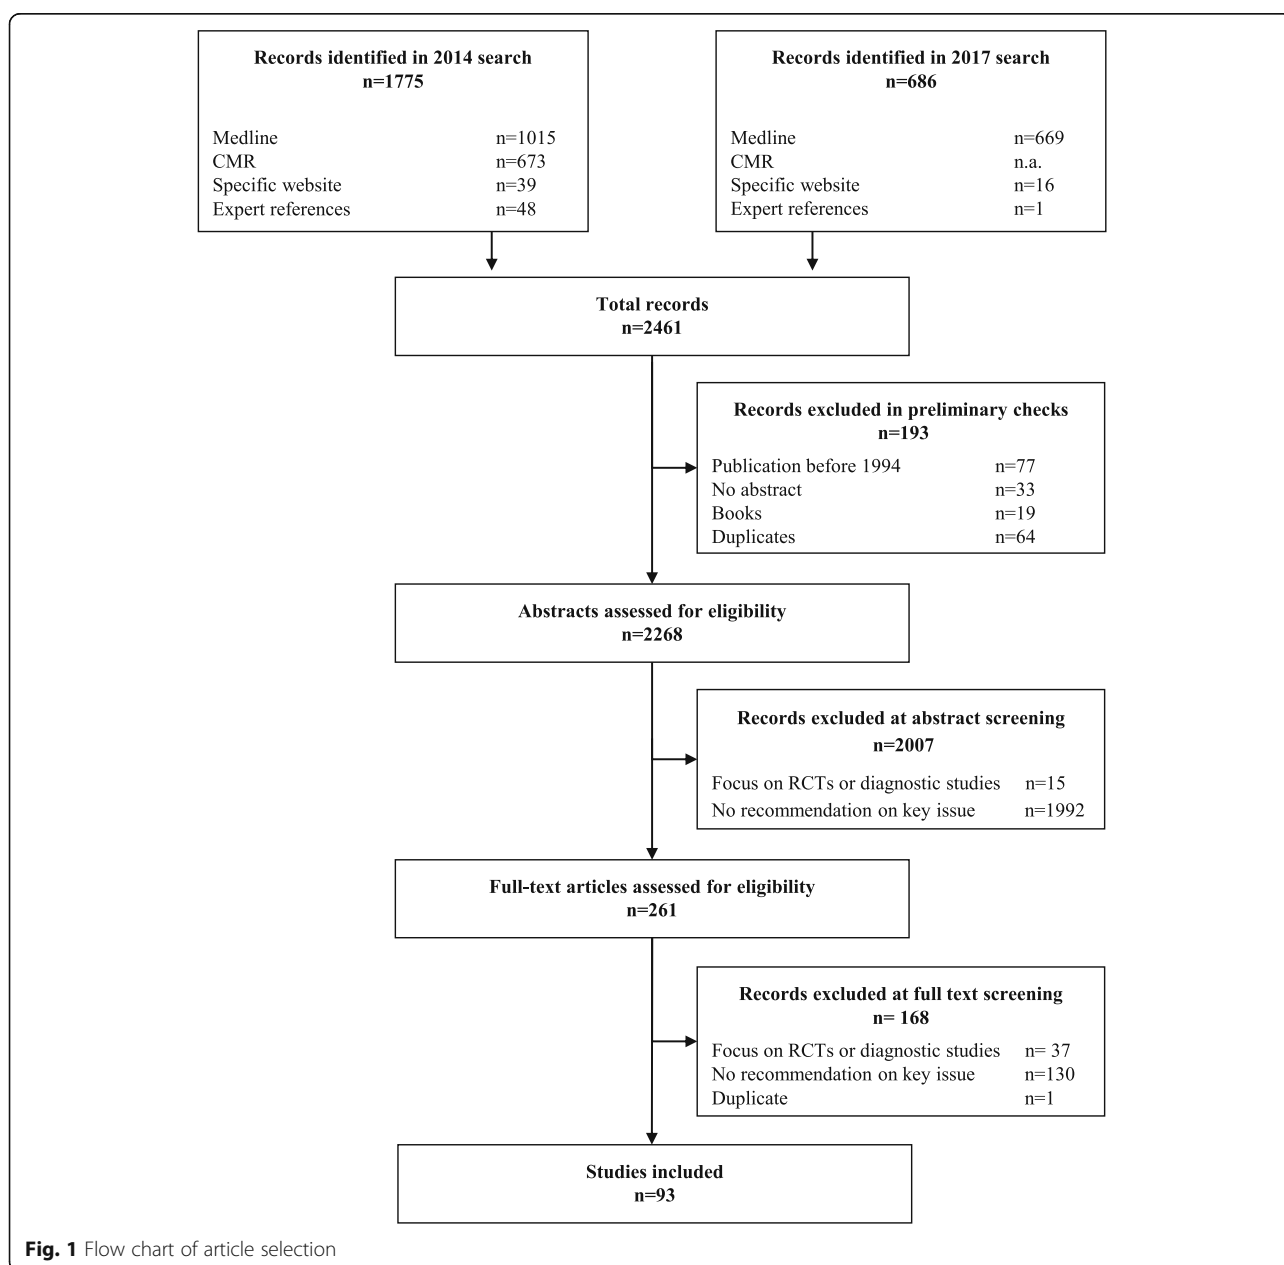 Records identified in 2014 search
n=1775
Medline n=1015
CMR n=673
Specific website n=39
Expert references n=48
Records identified in 2017 search
n=686
Medline n=669
CMR n.a.
Specific website n=16
Expert references n=1
Total records
n=2461
Records excluded in preliminary checks
n=193
Publication before 1994 n=77
No abstract n=33
Books n=19
Duplicates n=64
Abstracts assessed for eligibility
n=2268
Records excluded at abstract screening
n=2007
Focus on RCTs or diagnostic studies n=15
No recommendation on key issue n=1992
Full-text articles assessed for eligibility
n=261
Records excluded at full text screening
n= 168
Focus on RCTs or diagnostic studies n= 37
No recommendation on key issue n=130
Duplicate n=1
Studies included
n=93
Fig. 1 Flow chart of article selection